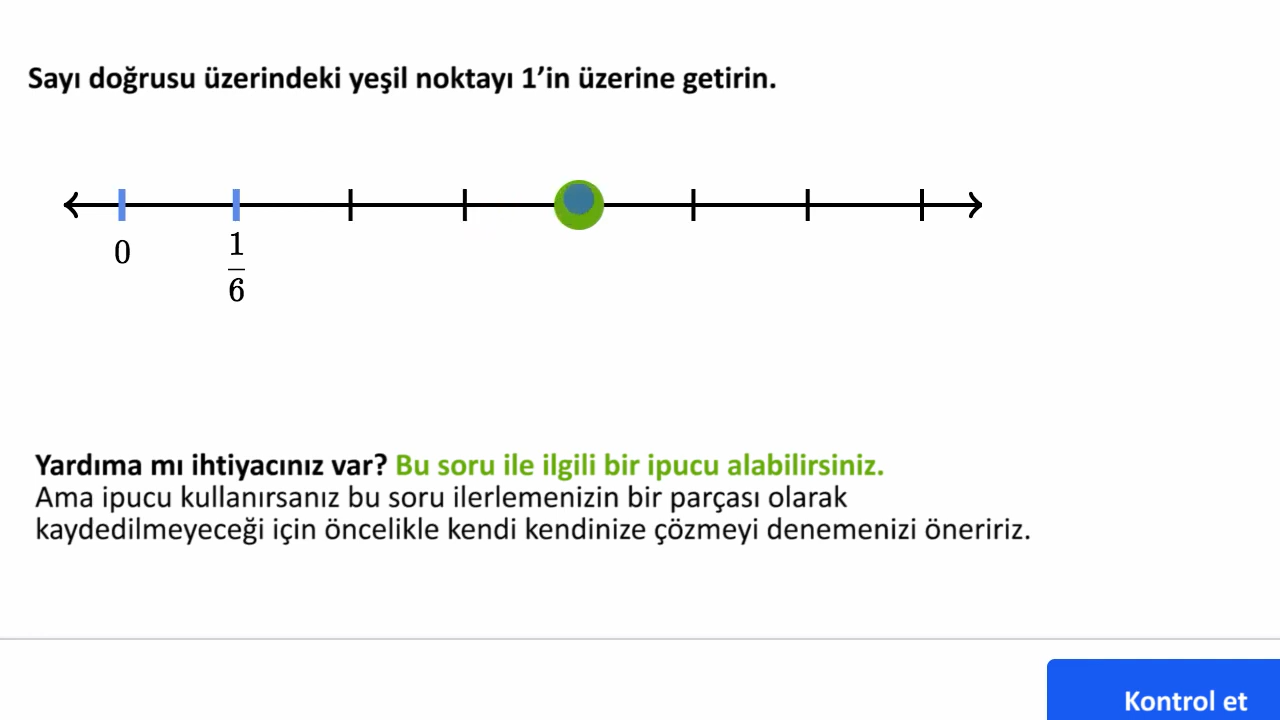 Sayı doğrusu üzerindeki yeşil noktayı 1’in üzerine getirin.
0
1
6
Yardıma mı ihtiyacınız var? Bu soru ile ilgili bir ipucu alabilirsiniz.
Ama ipucu kullanırsanız bu soru ilerlemenizin bir parçası olarak
kaydedilmeyeceği için öncelikle kendi kendinize çözmeyi denemenizi öneririz.
Kontrol et